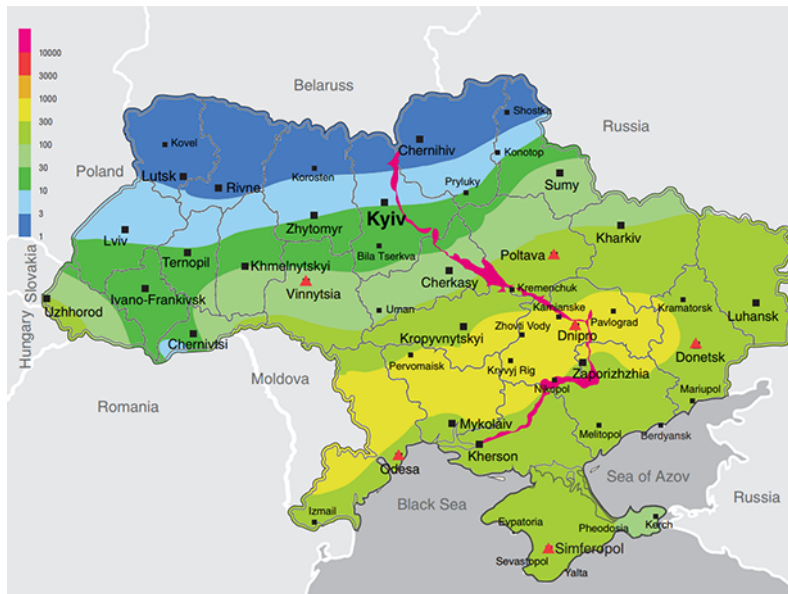 10000
3000
1000
300
100
30
10
3
1
Belaruss
Russia
Poland
Slovakia
Hungary
Romania
Moldova
Black Sea
Sea of Azov
Russia
Shostka
Kovel
Chernihiv
Konotop
Lutsk
Rivne
Korosten
Pryluky
Sumy
Kyiv
Lviv
Zhytomyr
Kharkiv
Ternopil
Bila Tserkva
Khmelnytskyi
Poltava
Cherkasy
Ivano-Frankivsk
Vinnytsia
Kremenchuk
Uzhhorod
Uman
Kamianske
Kramatorsk
Luhansk
Chernivtsi
Kropyvnytskyi
Zhovti Vody
Dnipro
Pavlograd
Donetsk
Pervomaisk
Kryvyj Rig
Zaporizhzhia
Nikopol
Mariupol
Mykolaiv
Melitopol
Berdyansk
Kherson
Odesa
Izmail
Eypatoria
Pheodosia
Kerch
Simferopol
Sevastopol
Yalta